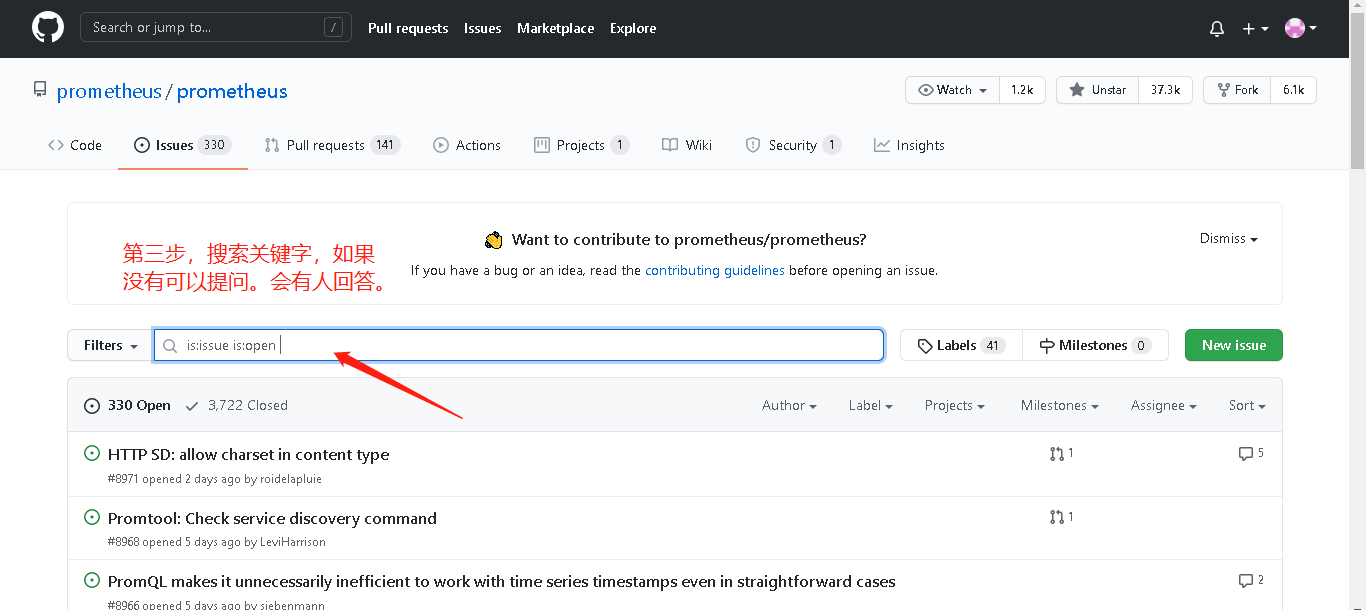 Search or jump to... /
Pull requests Issues Marketplace Explore
prometheus / prometheus
Watch 1.2k Unstar 37.3k Fork 6.1k
Code Issues 330 Pull requests 141 Actions Projects 1 Wiki Security 1 Insights
第三步，搜索关键字，如果
没有可以提问。会有人回答。
Want to contribute to prometheus/prometheus?
Dismiss
If you have a bug or an idea, read the contributing guidelines before opening an issue.
Filters is:issue is:open Labels 41 Milestones 0 New issue
330 Open 3,722 Closed Author Label Projects Milestones Assignee Sort
HTTP SD: allow charset in content type 1 5
#8971 opened 2 days ago by roidelapluie
Promtool: Check service discovery command 1
#8968 opened 5 days ago by LeviHarrison
PromQL makes it unnecessarily inefficient to work with time series timestamps even in straightforward cases 2
#8966 opened 5 days ago by siebenmann